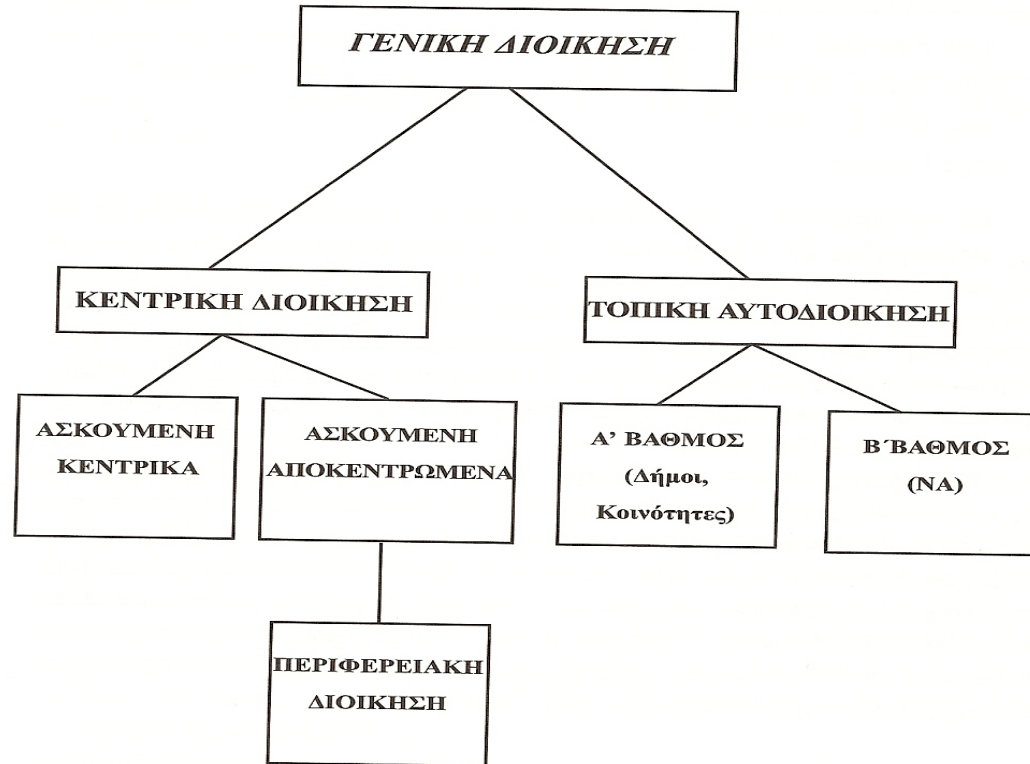 ΓΕΝΙΚΗ ΔΙΟΙΚΗΣΗ
ΚΕΝΤΡΙΚΗ ΔΙΟΙΚΗΣΗ
ΤΟΠΙΚΗ ΑΥΤΟΔΙΟΙΚΗΣΗ
ΑΣΚΟΥΜΕΝΗ
ΚΕΝΤΡΙΚΑ
ΑΣΚΟΥΜΕΝΗ
ΑΠΟΚΕΝΤΡΩΜΕΝΑ
Α’ ΒΑΘΜΟΣ
(Δήμοι,
Κοινότητες)
Β΄ΒΑΘΜΟΣ
(ΝΑ)
ΠΕΡΙΦΕΡΕΙΑΚΗ
ΔΙΟΙΚΗΣΗ